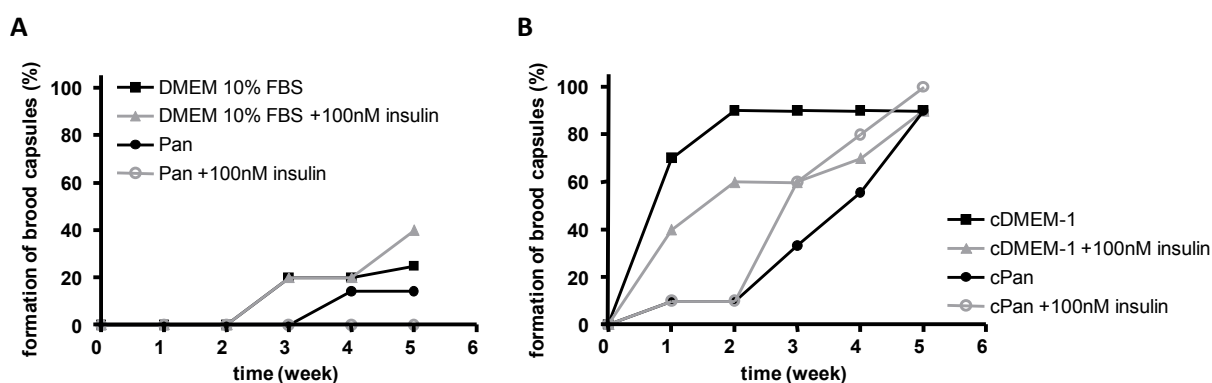 A
formation of brood capsules (%)
100
80
60
40
20
0
DMEM 10% FBS
DMEM 10% FBS +100nM insulin
Pan
Pan +100nM insulin
0 1 2 3 4 5 6
time (week)
B
formation of brood capsules (%)
100
80
60
40
20
0
0 1 2 3 4 5 6
time (week)
cDMEM-1
cDMEM-1 +100nM insulin
cPan
cPan +100nM insulin